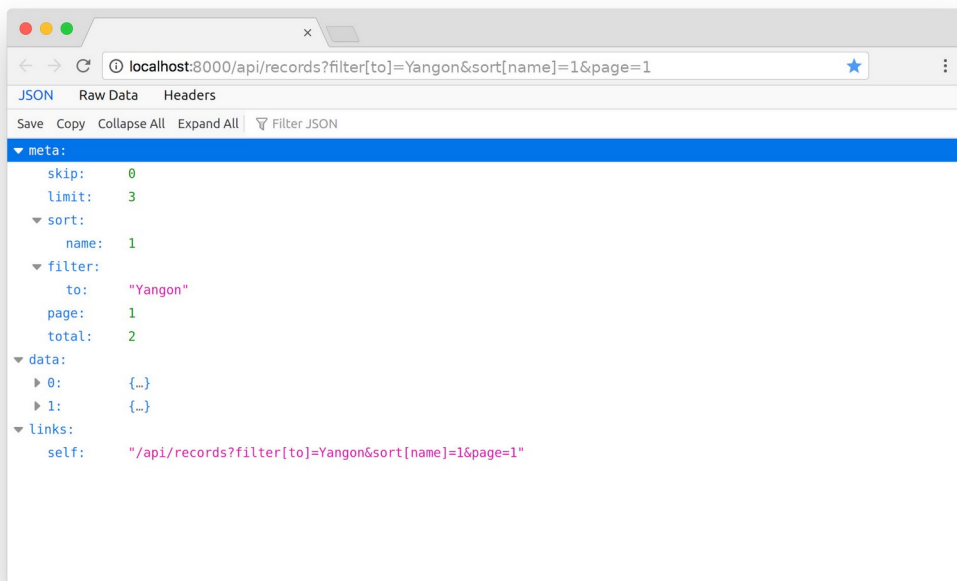 localhost:8000/api/records?filter[to]=Yangon&sort[name]=1&page=1
JSON Raw Data Headers
Save Copy Collapse All Expand All Filter JSON
meta:
skip: 0
limit: 3
sort:
name: 1
filter:
to: "Yangon"
page: 1
total: 2
data:
0: {…}
1: {…}
links:
self: "/api/records?filter[to]=Yangon&sort[name]=1&page=1"